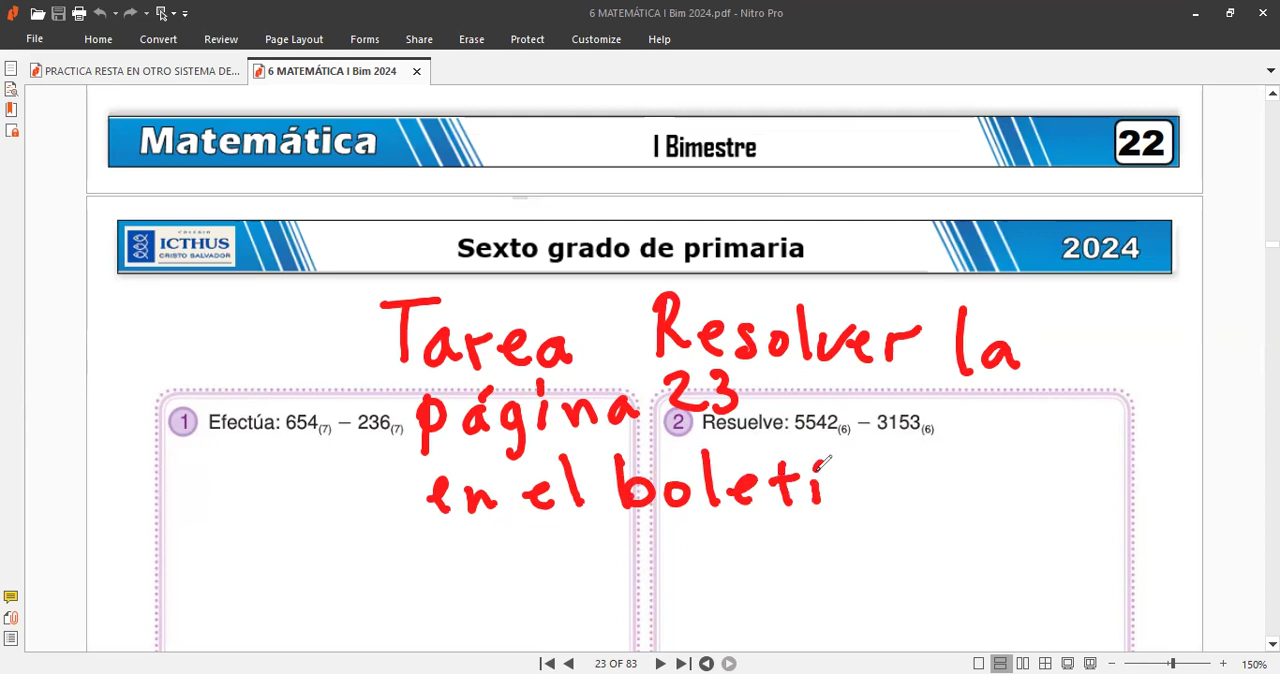 6 MATEMÁTICA I Bim 2024.pdf - Nitro Pro
File Home Convert Review Page Layout Forms Share Erase Protect Customize Help
PRACTICA RESTA EN OTRO SISTEMA DE... 6 MATEMÁTICA I Bim 2024
Matemática I Bimestre 22
COLEGIO
ICTHUS
CRISTO SALVADOR
Sexto grado de primaria 2024
Tarea Resolver la
página 23
1 Efectúa: 654(7) − 236(7)
2 Resuelve: 5542(6) − 3153(6)
en el boletí
23 OF 83 150%